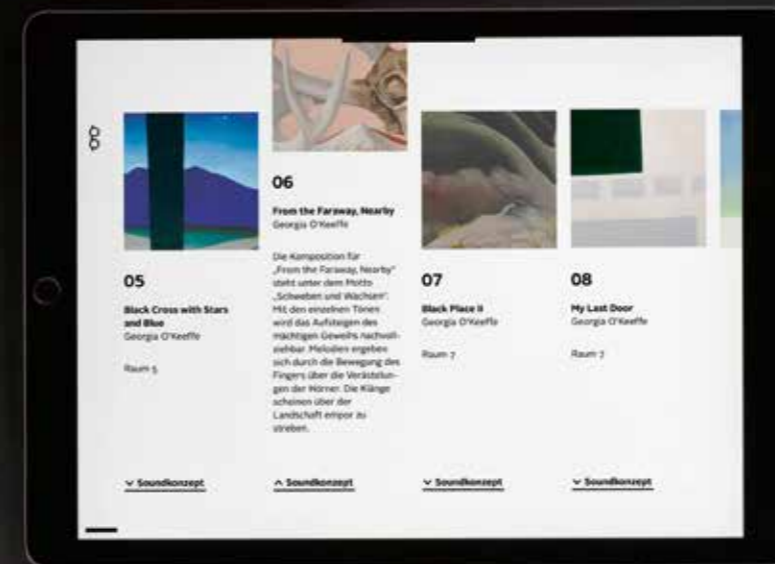 05
Black Cross with Stars
and Blue
Georgia O'Keeffe
Raum 5
Soundkonzept
06
From the Faraway, Nearby
Georgia O'Keeffe
Die Komposition für
„From the Faraway, Nearby“
steht unter dem Motto
„Schweben und Wachsen“.
Mit den einzelnen Tönen
wird das Aufsteigen des
mächtigen Geweihs nachvoll-
ziehbar. Melodien ergeben
sich durch die Bewegung des
Fingers über die Verästelun-
gen der Hörner. Die Klänge
scheinen über der
Landschaft empor zu
streben.
Soundkonzept
07
Black Place II
Georgia O'Keeffe
Raum 7
Soundkonzept
08
My Last Door
Georgia O'Keeffe
Raum 7
Soundkonzept